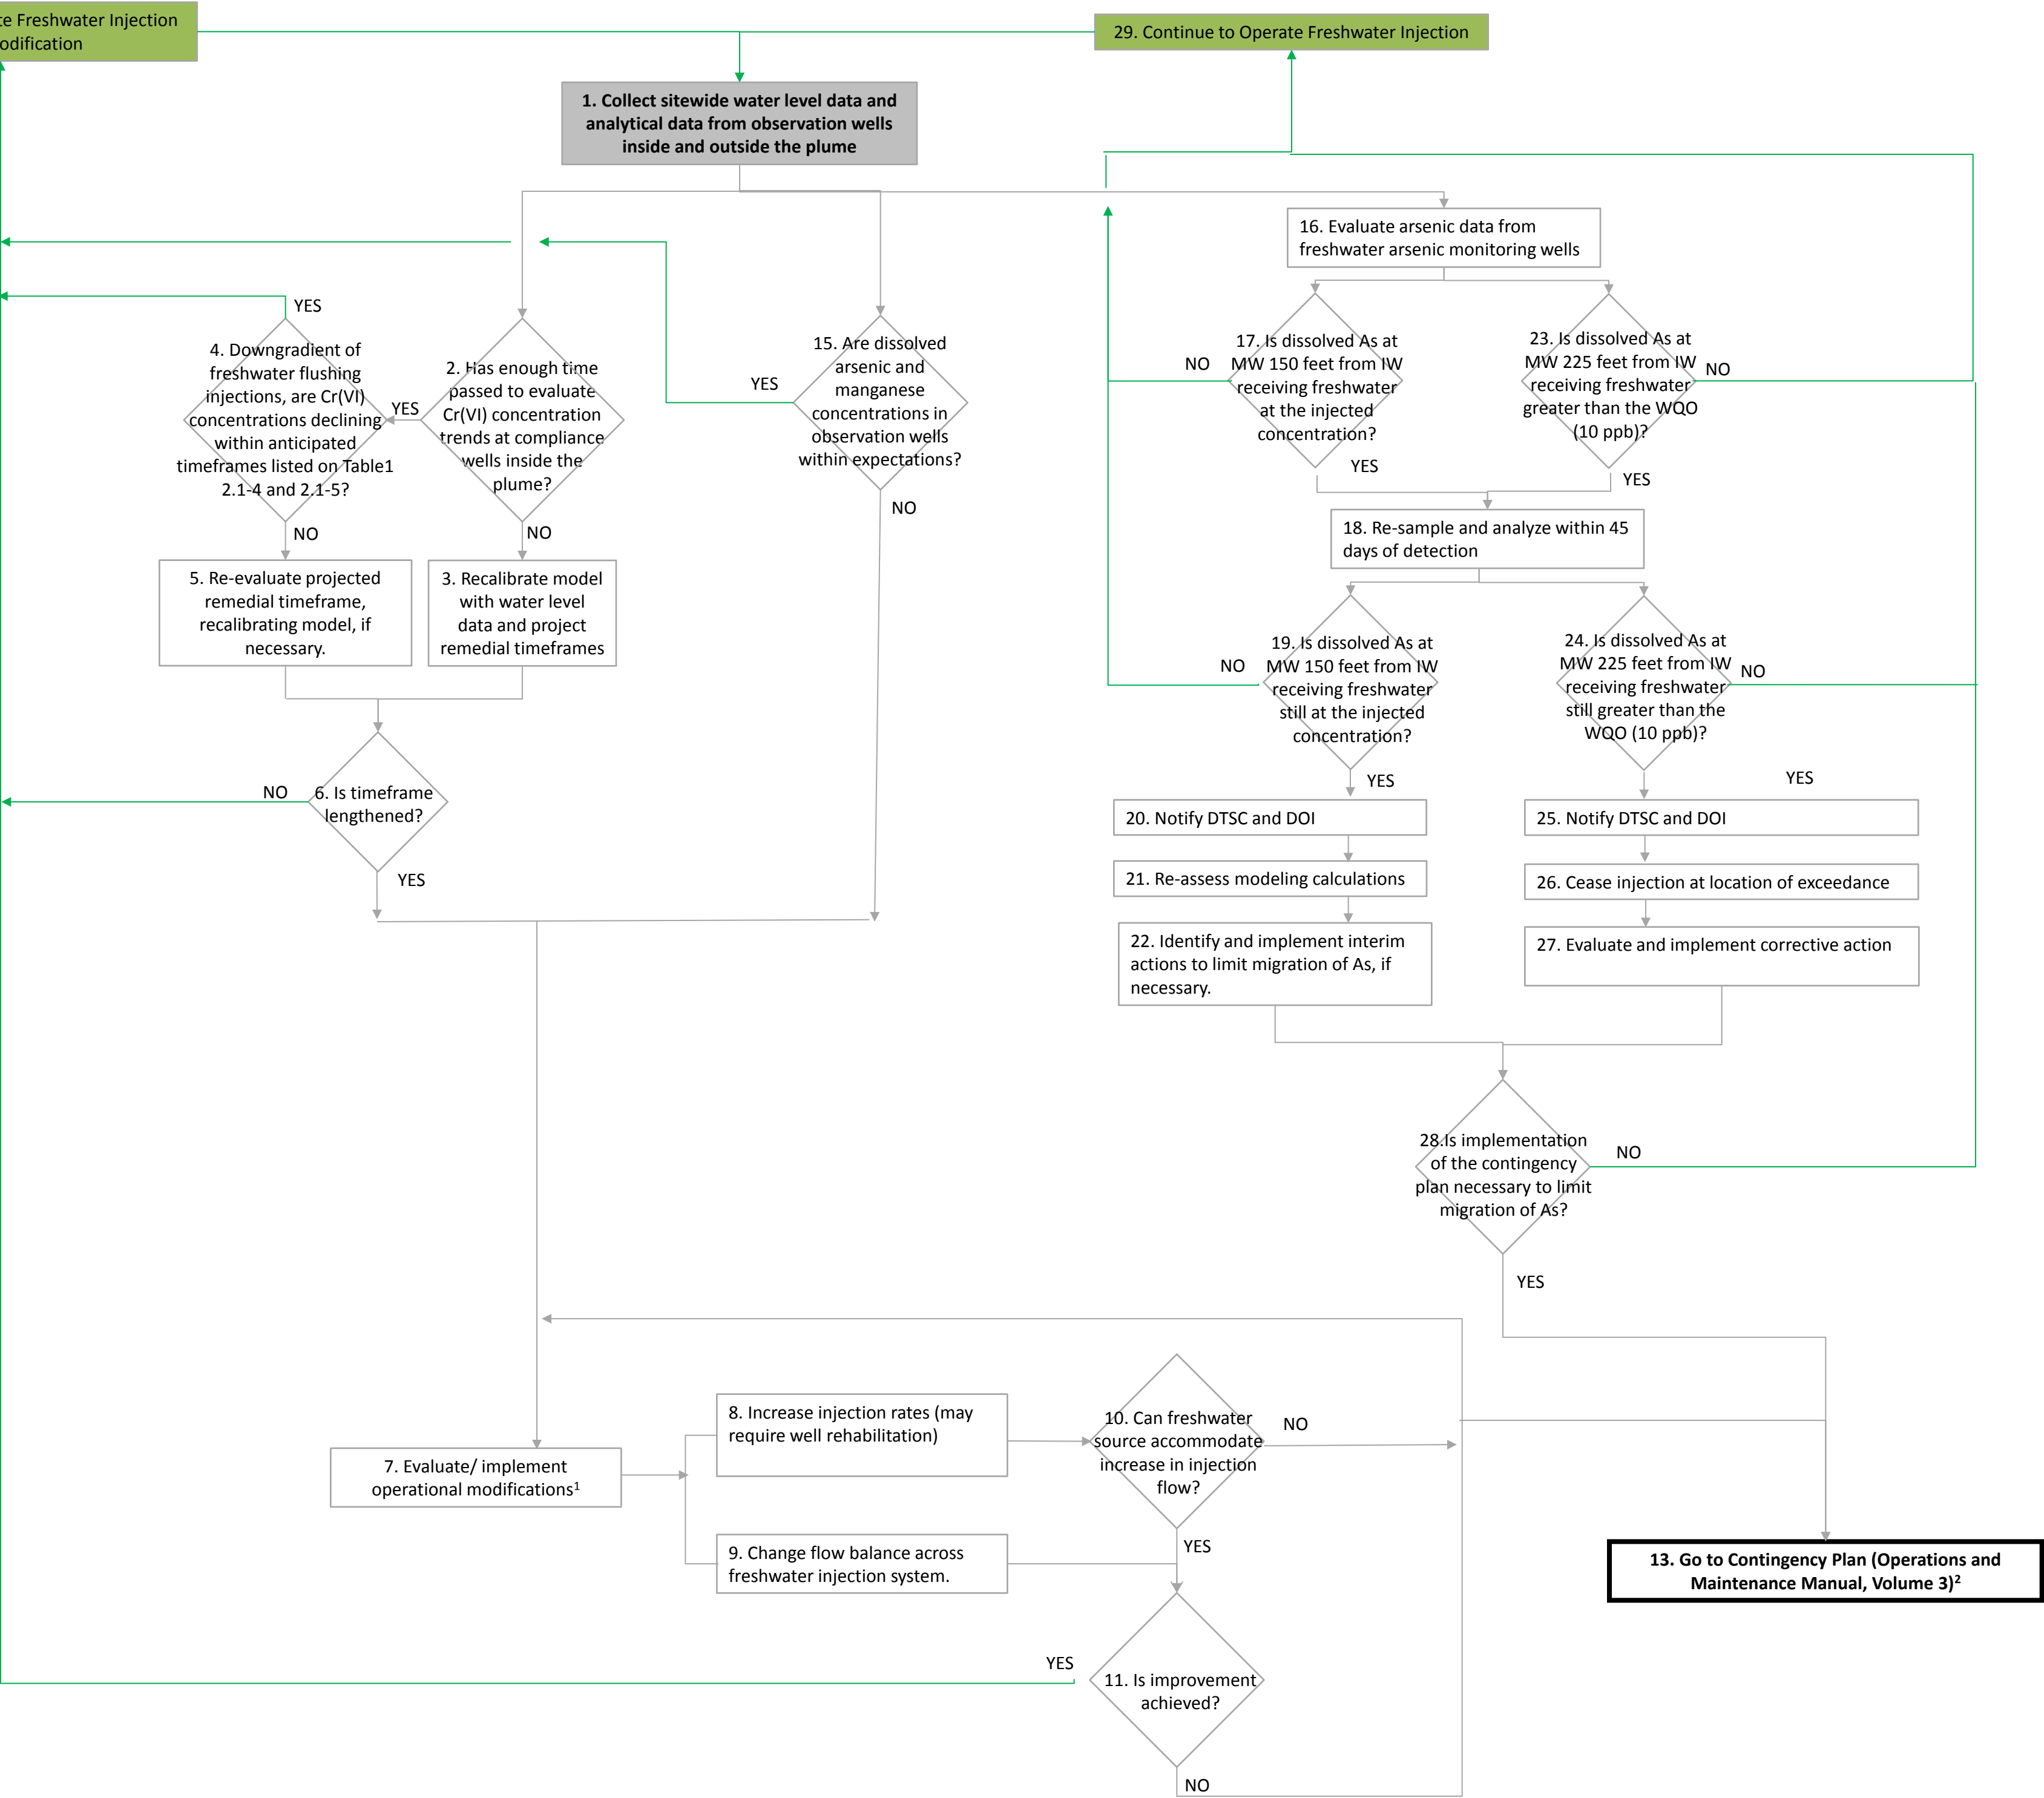 te Freshwater Injection
odification
29. Continue to Operate Freshwater Injection
1. Collect sitewide water level data and
analytical data from observation wells
inside and outside the plume
16. Evaluate arsenic data from
freshwater arsenic monitoring wells
YES
4. Downgradient of
freshwater flushing
injections, are Cr(VI)
concentrations declining
within anticipated
timeframes listed on Table1
2.1-4 and 2.1-5?
YES
2. Has enough time
passed to evaluate
Cr(VI) concentration
trends at compliance
wells inside the
plume?
YES
15. Are dissolved
arsenic and
manganese
concentrations in
observation wells
within expectations?
NO
17. Is dissolved As at
MW 150 feet from IW
receiving freshwater
at the injected
concentration?
23. Is dissolved As at
MW 225 feet from IW
receiving freshwater
greater than the WQO
(10 ppb)?
NO
YES
YES
NO
NO
NO
18. Re-sample and analyze within 45
days of detection
5. Re-evaluate projected
remedial timeframe,
recalibrating model, if
necessary.
3. Recalibrate model
with water level
data and project
remedial timeframes
NO
19. Is dissolved As at
MW 150 feet from IW
receiving freshwater
still at the injected
concentration?
24. Is dissolved As at
MW 225 feet from IW
receiving freshwater
still greater than the
WQO (10 ppb)?
NO
YES
YES
NO
6. Is timeframe
lengthened?
YES
20. Notify DTSC and DOI
25. Notify DTSC and DOI
21. Re-assess modeling calculations
26. Cease injection at location of exceedance
22. Identify and implement interim
actions to limit migration of As, if
necessary.
27. Evaluate and implement corrective action
28.Is implementation
of the contingency
plan necessary to limit
migration of As?
NO
YES
7. Evaluate/ implement
operational modifications1
8. Increase injection rates (may
require well rehabilitation)
10. Can freshwater
source accommodate
increase in injection
flow?
NO
YES
9. Change flow balance across
freshwater injection system.
13. Go to Contingency Plan (Operations and
Maintenance Manual, Volume 3)2
YES
11. Is improvement
achieved?
NO